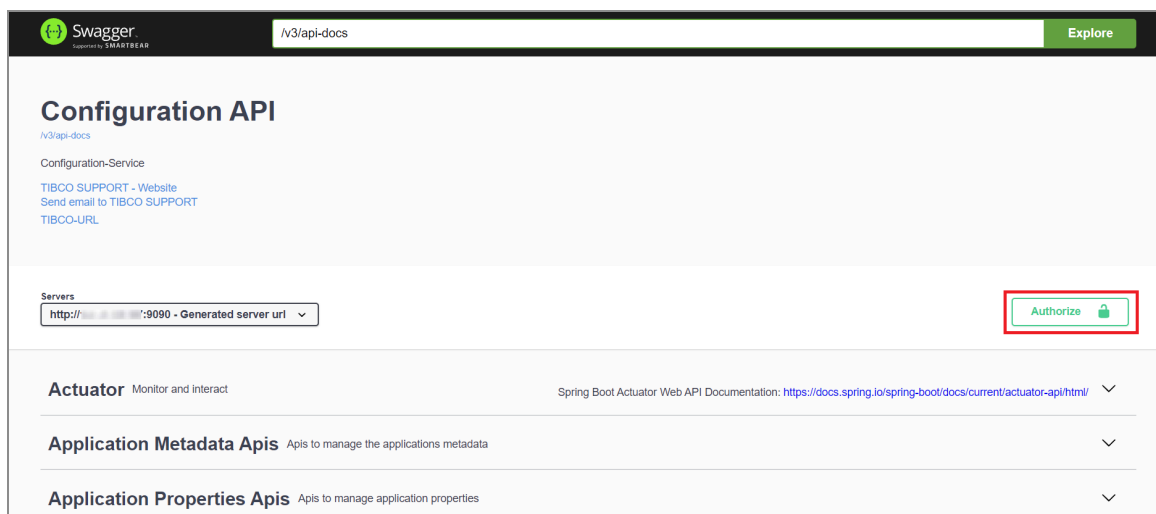 Swagger.
Supported by SMARTBEAR
/v3/api-docs
Explore
Configuration API
/v3/api-docs
Configuration-Service
TIBCO SUPPORT - Website
Send email to TIBCO SUPPORT
TIBCO-URL
Servers
http:// :9090 - Generated server url
Authorize
Actuator Monitor and interact
Spring Boot Actuator Web API Documentation: https://docs.spring.io/spring-boot/docs/current/actuator-api/html/
Application Metadata Apis Apis to manage the applications metadata
Application Properties Apis Apis to manage application properties